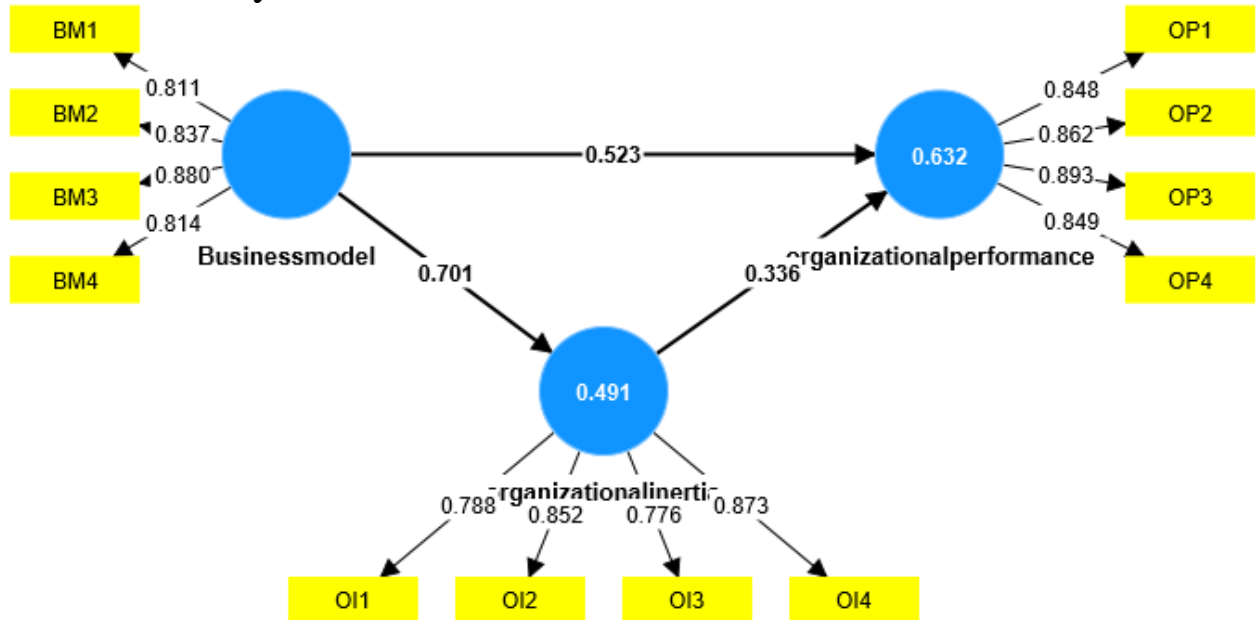 BM1
0.811
BM2
0.837
BM3
0.880
BM4
0.814
Businessmodel
0.523
0.701
0.336
0.632
organizationalperformance
OP1
0.848
OP2
0.862
OP3
0.893
OP4
0.849
0.491
organizationalinertia
0.788
0.852
0.776
0.873
OI1
OI2
OI3
OI4